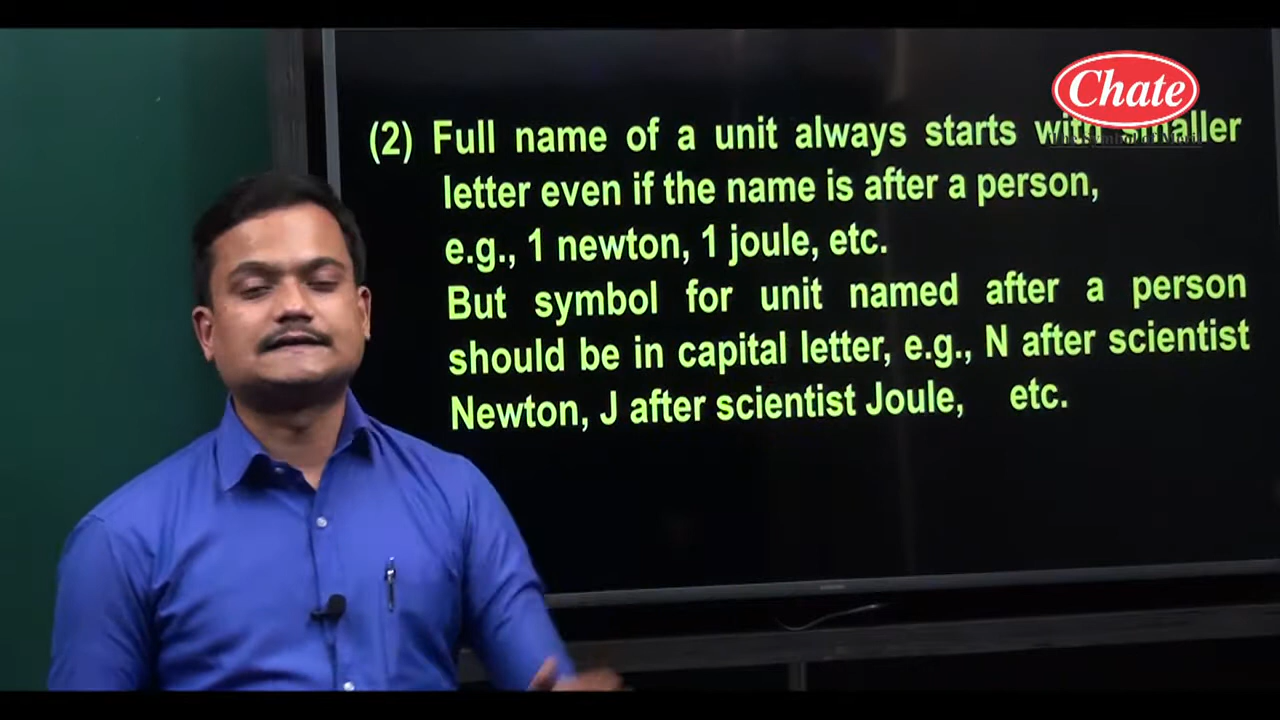 Chate
(2) Full name of a unit always starts with smaller
letter even if the name is after a person,
e.g., 1 newton, 1 joule, etc.
But symbol for unit named after a person
should be in capital letter, e.g., N after scientist
Newton, J after scientist Joule, etc.